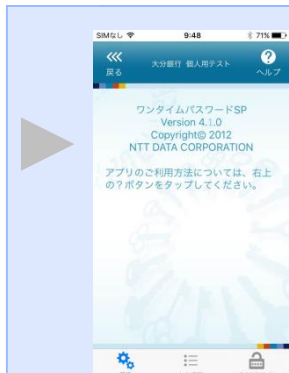 SIMなし 9:48 71%
戻る 大分銀行 個人用テスト ヘルプ
ワンタイムパスワードSP
Version 4.1.0
Copyright© 2012
NTT DATA CORPORATION
アプリのご利用方法については、右上
の?ボタンをタップしてください。